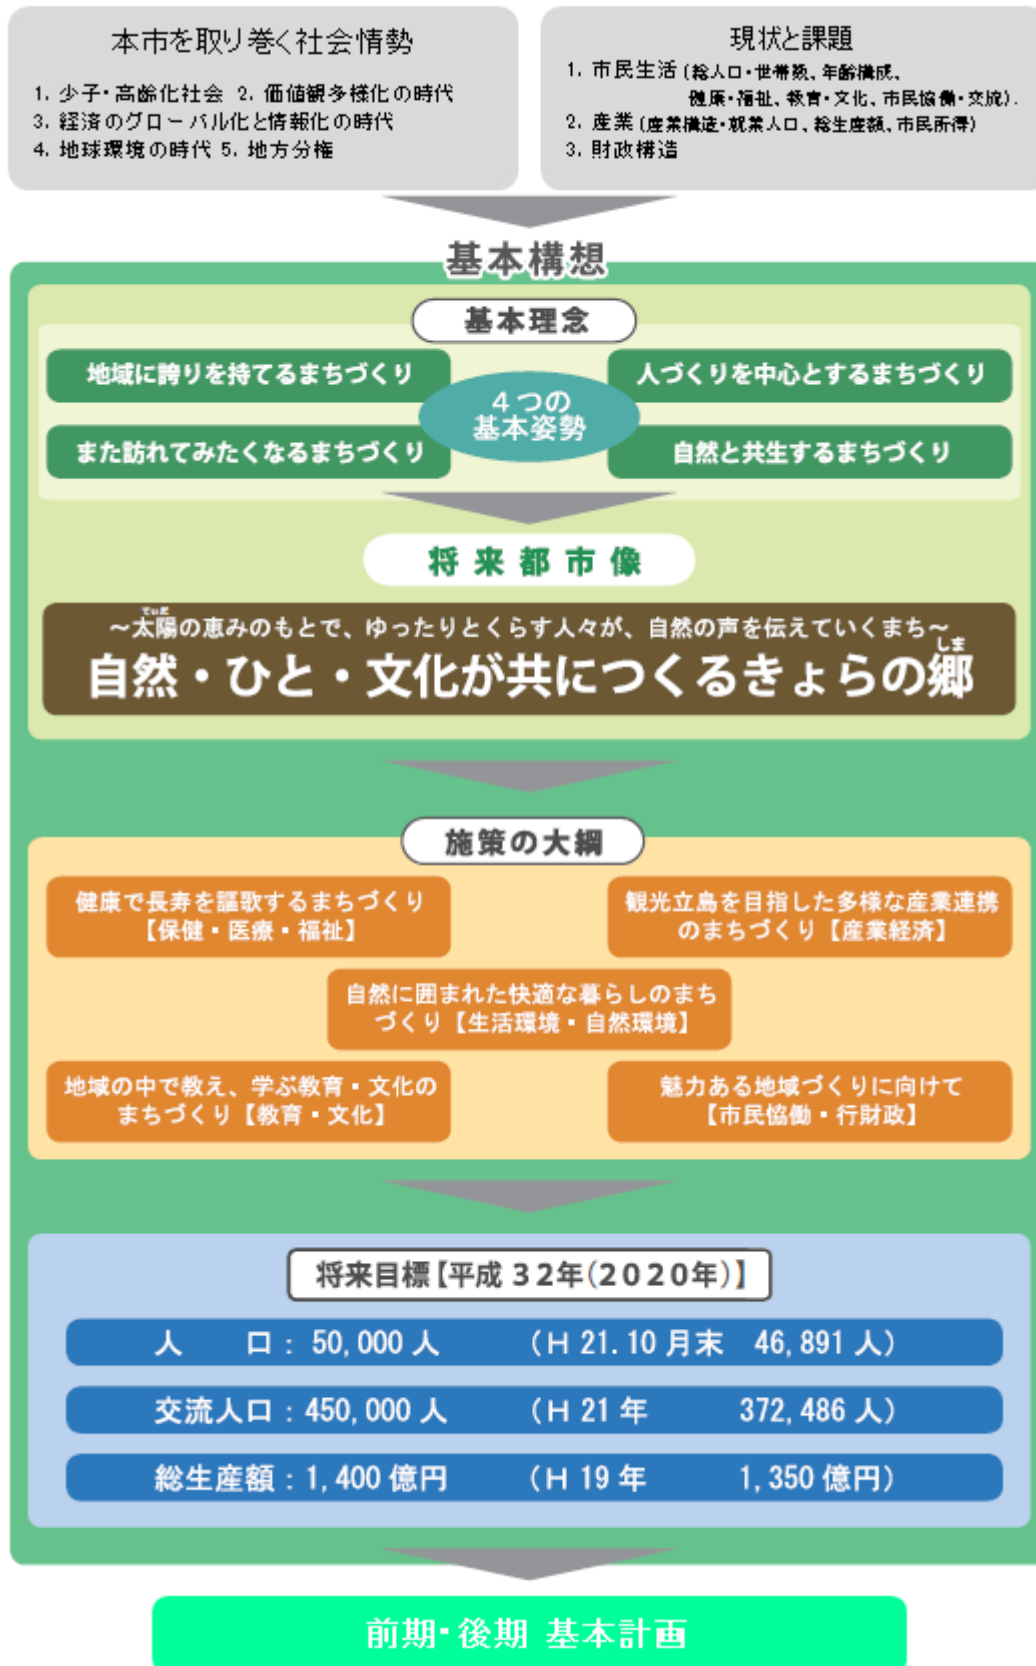 本市を取り巻く社会情勢
1. 少子・高齢化社会 2. 価値観多様化の時代
3. 経済のグローバル化と情報化の時代
4. 地球環境の時代 5. 地方分権
現状と課題
1. 市民生活(総人口・世帯数、年齢構成、
健康・福祉、教育・文化、市民協働・交流).
2. 産業(産業構造・就業人口、総生産額、市民所得)
3. 財政構造
基本構想
基本理念
地域に誇りを持てるまちづくり
人づくりを中心とするまちづくり
4つの
基本姿勢
また訪れてみたくなるまちづくり
自然と共生するまちづくり
将来都市像
てぃだ
～太陽の恵みのもとで、ゆったりとくらす人々が、自然の声を伝えていくまち～
しま
自然・ひと・文化が共につくるきょらの郷
施策の大綱
健康で長寿を謳歌するまちづくり
【保健・医療・福祉】
観光立島を目指した多様な産業連携
のまちづくり【産業経済】
自然に囲まれた快適な暮らしのまち
づくり【生活環境・自然環境】
地域の中で教え、学ぶ教育・文化の
まちづくり【教育・文化】
魅力ある地域づくりに向けて
【市民協働・行財政】
将来目標【平成32年(2020年)】
人　　口：50,000人　　(H21.10月末　46,891人)
交流人口：450,000人　　(H21年　　372,486人)
総生産額：1,400億円　　(H19年　　1,350億円)
前期・後期 基本計画